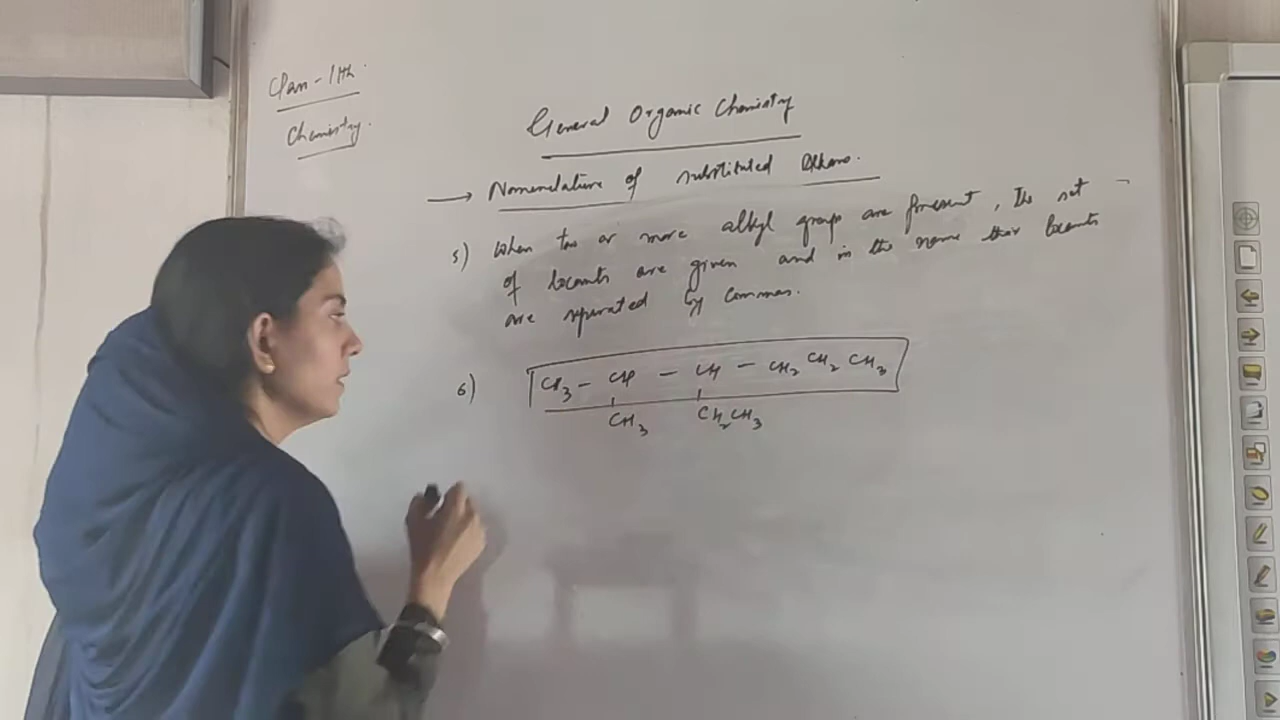 Class - 11th.
Chemistry.
General Organic Chemistry
→ Nomenclature of substituted Alkane.
5) When two or more alkyl groups are present, the set
of locants are given and in the name their locants
are separated by commas.
6) CH3 - CH - CH - CH2 CH2 CH3
CH3 CH2CH3